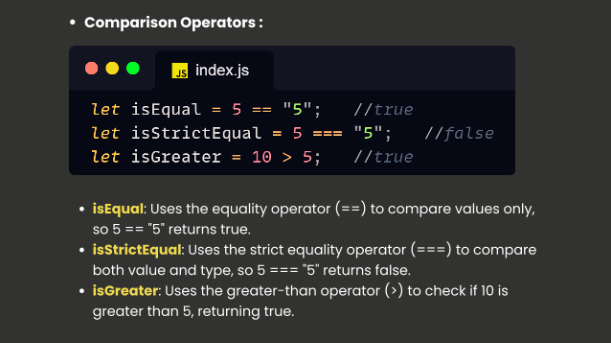 • Comparison Operators :
JS index.js
let isEqual = 5 == "5";   //true
let isStrictEqual = 5 === "5";   //false
let isGreater = 10 > 5;   //true
• isEqual: Uses the equality operator (==) to compare values only,
so 5 == "5" returns true.
• isStrictEqual: Uses the strict equality operator (===) to compare
both value and type, so 5 === "5" returns false.
• isGreater: Uses the greater-than operator (>) to check if 10 is
greater than 5, returning true.